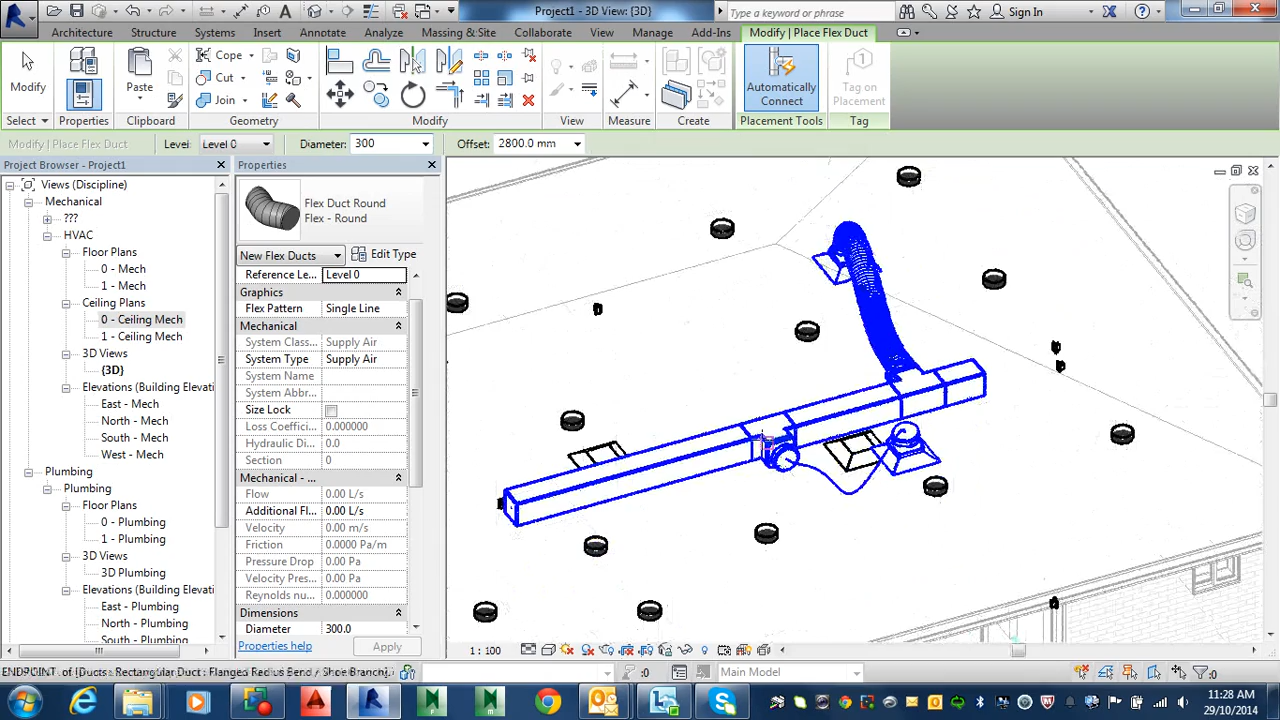 Project1 - 3D View: {3D}
Type a keyword or phrase
Sign In
Architecture
Structure
Systems
Insert
Annotate
Analyze
Massing & Site
Collaborate
View
Manage
Add-Ins
Modify | Place Flex Duct
Modify
Paste
Cope
Cut
Join
Automatically
Connect
Tag on
Placement
Select
Properties
Clipboard
Geometry
Modify
View
Measure
Create
Placement Tools
Tag
Modify | Place Flex Duct
Level:
Level 0
Diameter:
300
Offset:
2800.0 mm
Project Browser - Project1
Views (Discipline)
Mechanical
???
HVAC
Floor Plans
0 - Mech
1 - Mech
Ceiling Plans
0 - Ceiling Mech
1 - Ceiling Mech
3D Views
{3D}
Elevations (Building Elevati
East - Mech
North - Mech
South - Mech
West - Mech
Plumbing
Plumbing
Floor Plans
0 - Plumbing
1 - Plumbing
3D Views
3D Plumbing
Elevations (Building Elevati
East - Plumbing
North - Plumbing
South - Plumbing
Properties
Flex Duct Round
Flex - Round
New Flex Ducts
Edit Type
Reference Le...
Level 0
Graphics
Flex Pattern
Single Line
Mechanical
System Class...
Supply Air
System Type
Supply Air
System Name
System Abbr...
Size Lock
Loss Coeffici...
0.000000
Hydraulic Di...
0.0
Section
0
Mechanical - ...
Flow
0.00 L/s
Additional Fl...
0.00 L/s
Velocity
0.00 m/s
Friction
0.0000 Pa/m
Pressure Drop
0.00 Pa
Velocity Pres...
0.00 Pa
Reynolds nu...
0.000000
Dimensions
Diameter
300.0
Properties help
Apply
1 : 100
ENDPOINT of (Ducts : Rectangular Duct : Flanged Redius Bend / Shoe Brancing
:0
Main Model
:0
11:28 AM
29/10/2014